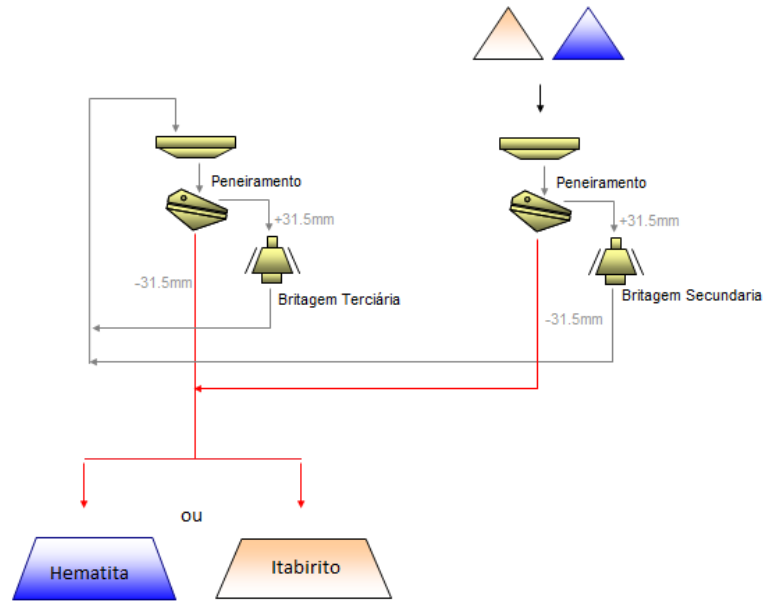 Peneiramento
+31.5mm
-31.5mm
Britagem Terciária
Peneiramento
+31.5mm
Britagem Secundaria
-31.5mm
ou
Hematita
Itabirito